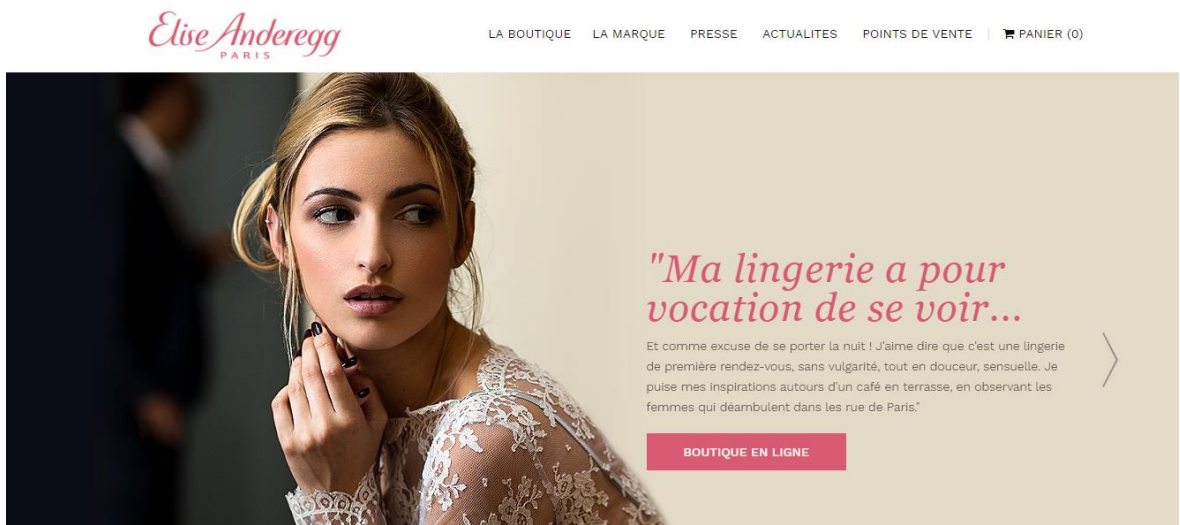 Elise Anderegg
PARIS
LA BOUTIQUE LA MARQUE PRESSE ACTUALITES POINTS DE VENTE | PANIER (0)
"Ma lingerie a pour
vocation de se voir...
Et comme excuse de se porter la nuit ! J'aime dire que c'est une lingerie
de première rendez-vous, sans vulgarité, tout en douceur, sensuelle. Je
puise mes inspirations autours d'un café en terrasse, en observant les
femmes qui déambulent dans les rue de Paris."
BOUTIQUE EN LIGNE